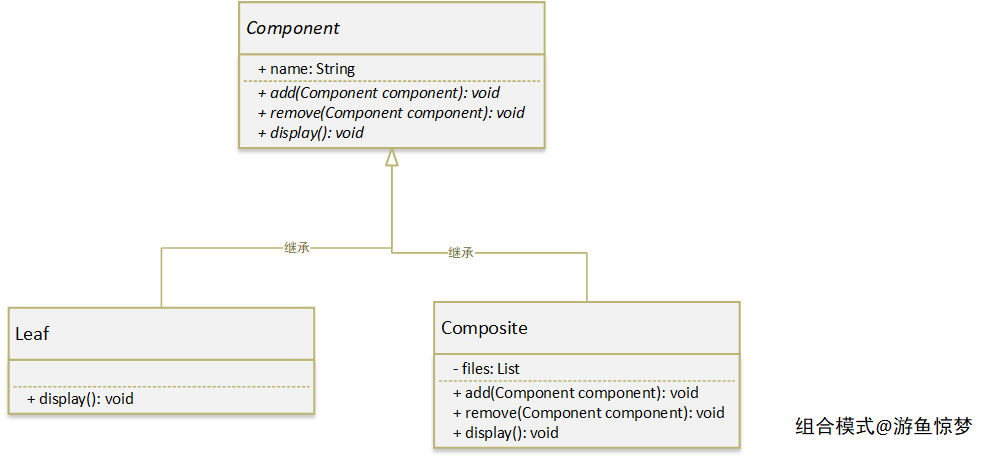 Component
+ name: String
+ add(Component component): void
+ remove(Component component): void
+ display(): void
继承
继承
Leaf
+ display(): void
Composite
- files: List
+ add(Component component): void
+ remove(Component component): void
+ display(): void
组合模式@游鱼惊梦